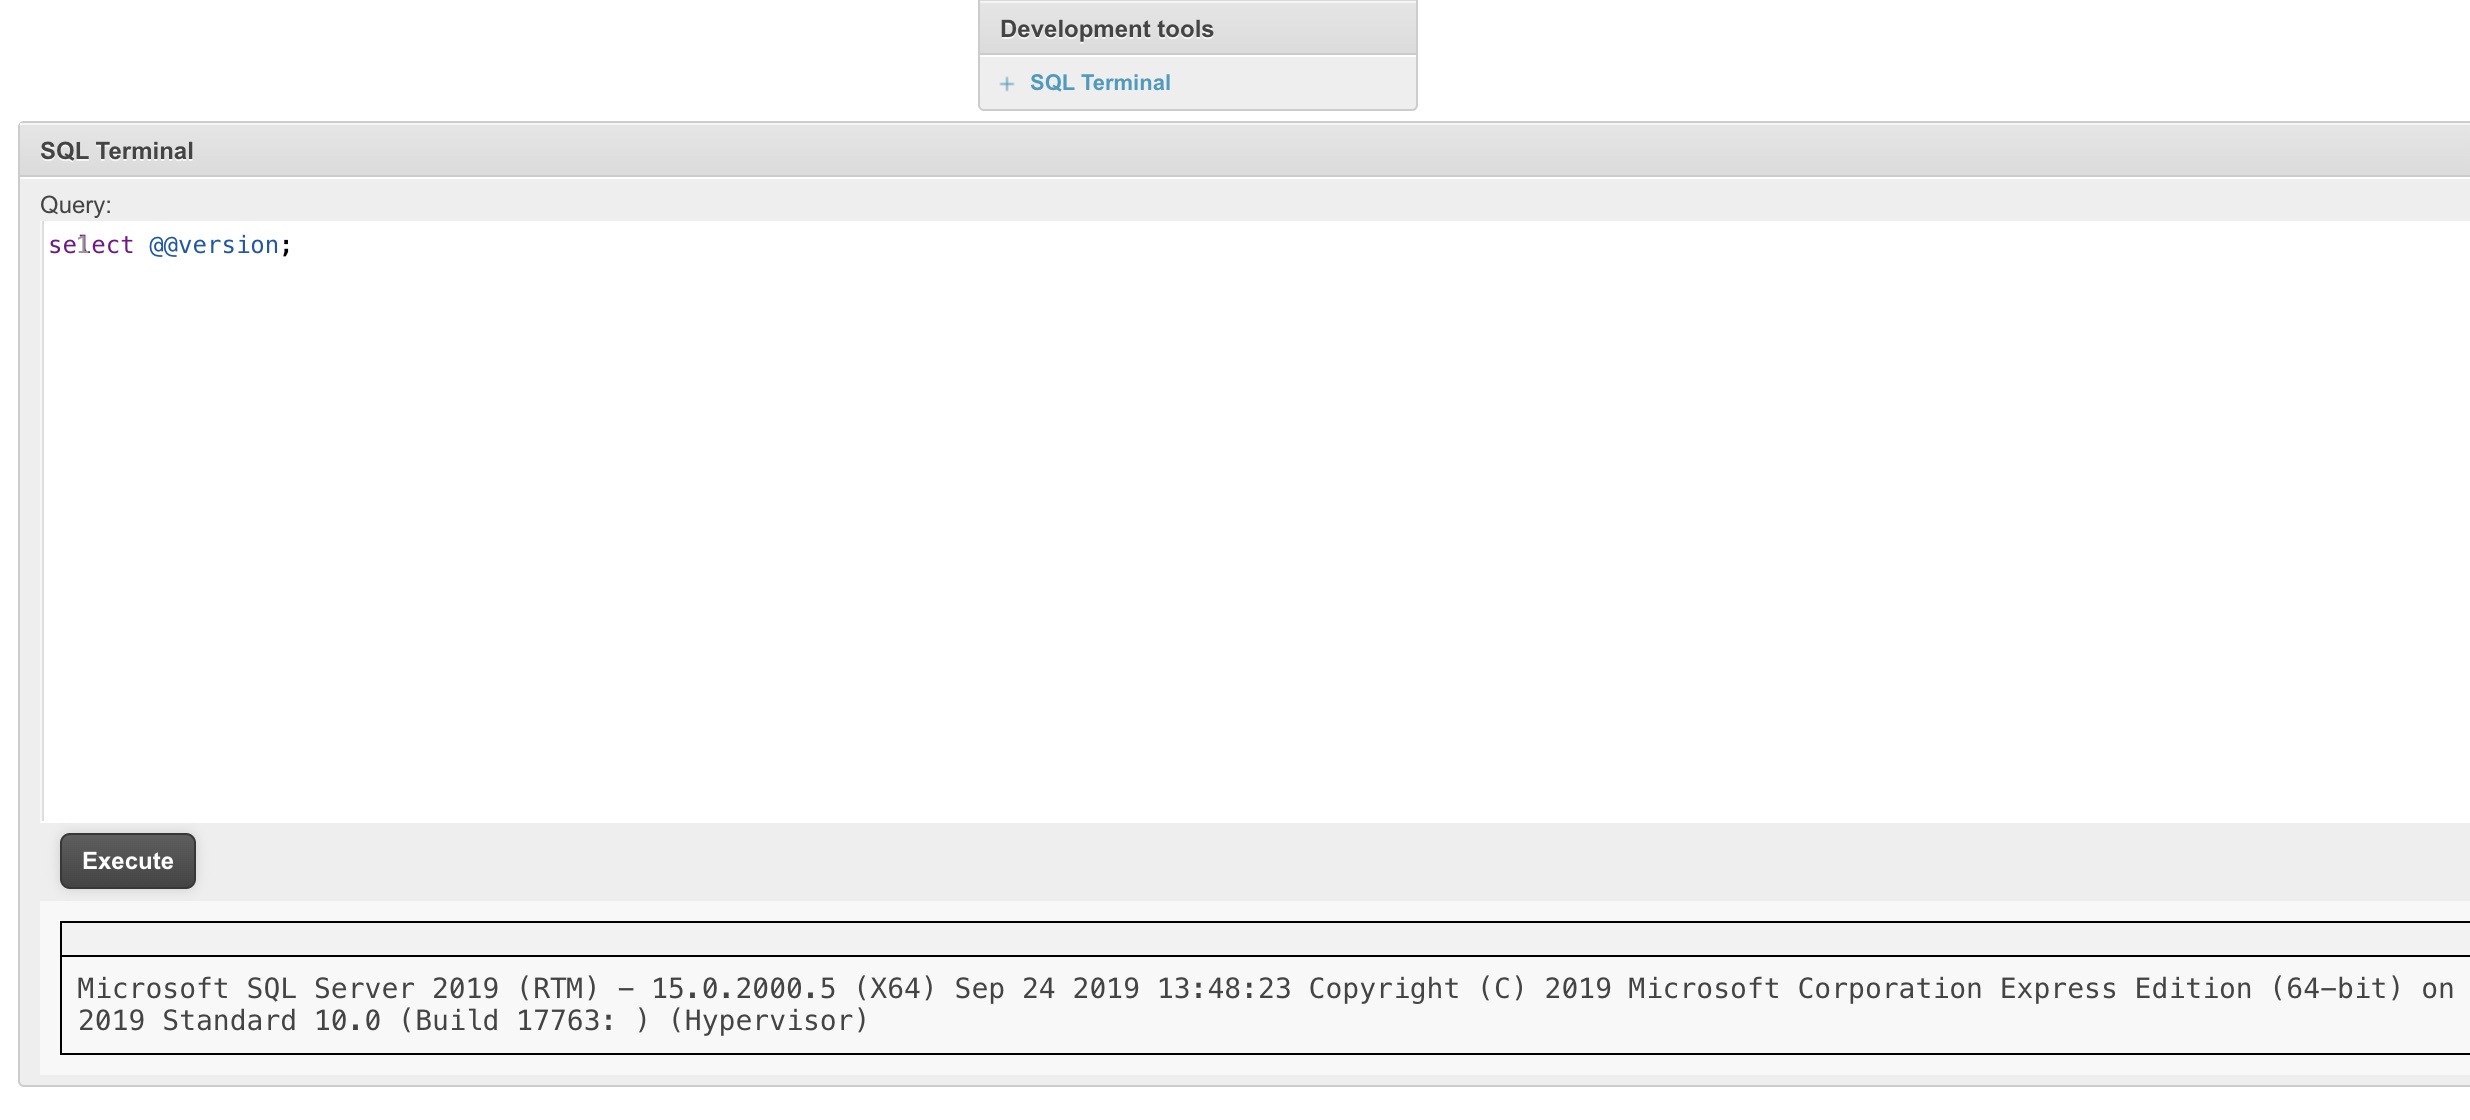 Development tools
+ SQL Terminal
SQL Terminal
Query:
select @@version;
Execute
Microsoft SQL Server 2019 (RTM) - 15.0.2000.5 (X64) Sep 24 2019 13:48:23 Copyright (C) 2019 Microsoft Corporation Express Edition (64-bit) on
2019 Standard 10.0 (Build 17763: ) (Hypervisor)